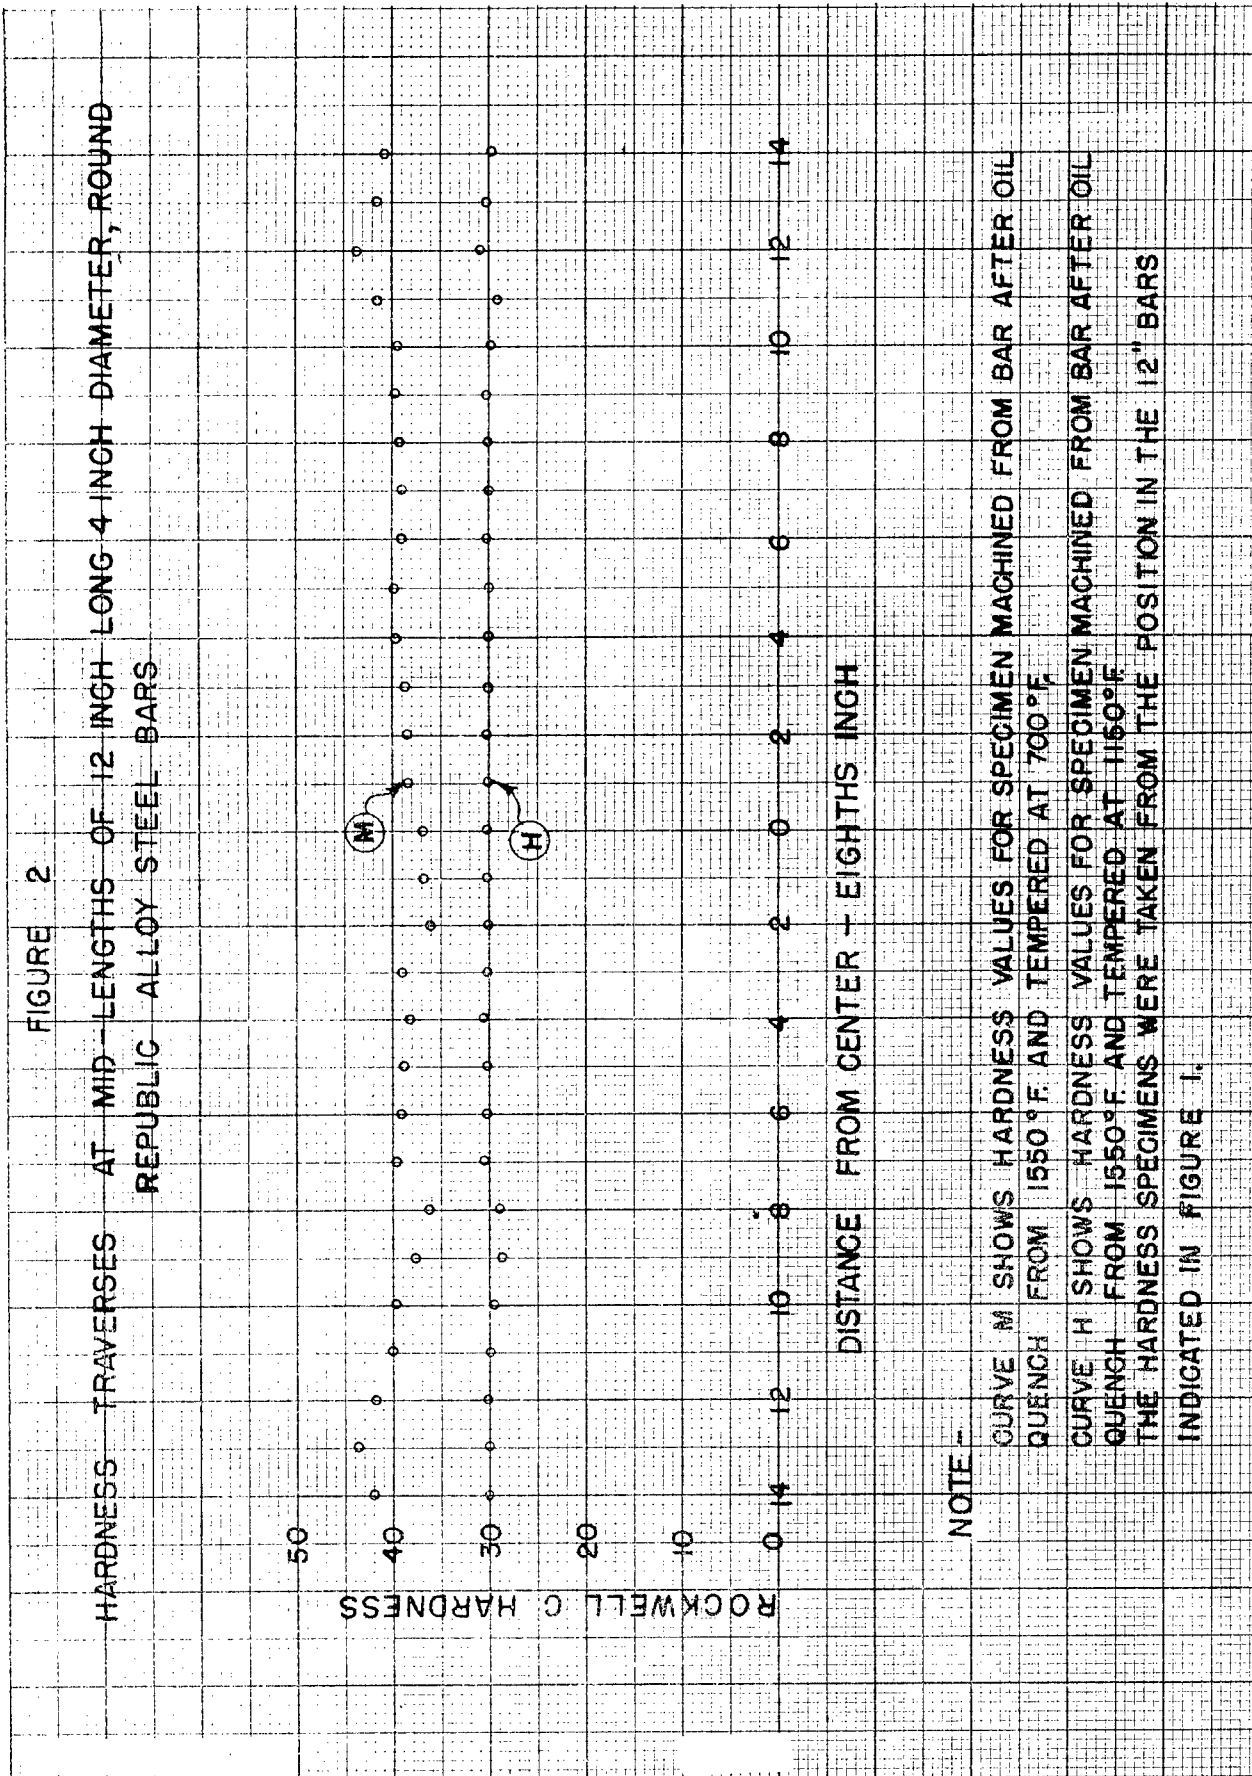 FIGURE 2
HARDNESS TRAVERSES AT MID-LENGTHS OF 12 INCH LONG 4 INCH DIAMETER, ROUND
REPUBLIC ALLOY STEEL BARS
ROCKWELL C HARDNESS
50
40
30
20
10
0
M
H
14 12 10 8 6 4 2 0 2 4 6 8 10 12 14
DISTANCE FROM CENTER - EIGHTHS INCH
NOTE:-
CURVE M SHOWS HARDNESS VALUES FOR SPECIMEN MACHINED FROM BAR AFTER OIL
QUENCH FROM 1550°F. AND TEMPERED AT 700°F.
CURVE H SHOWS HARDNESS VALUES FOR SPECIMEN MACHINED FROM BAR AFTER OIL
QUENCH FROM 1550°F. AND TEMPERED AT 1150°F.
THE HARDNESS SPECIMENS WERE TAKEN FROM THE POSITION IN THE 12" BARS
INDICATED IN FIGURE 1.